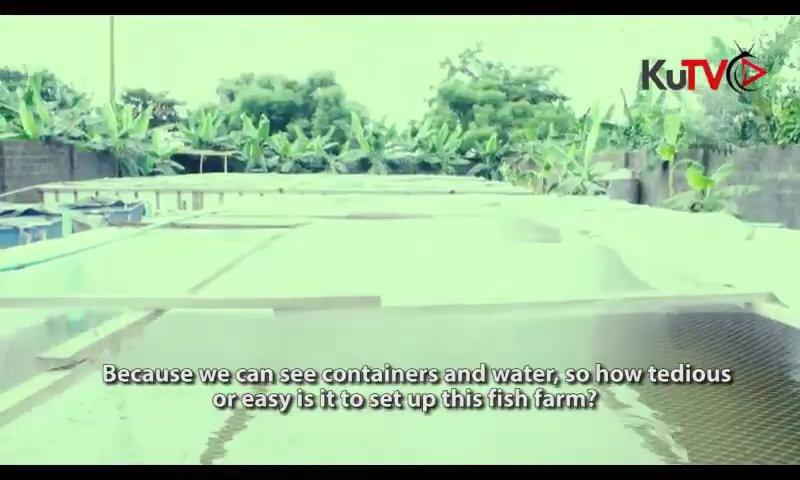 KuTV
Because we can see containers and water, so how tedious
or easy is it to set up this fish farm?